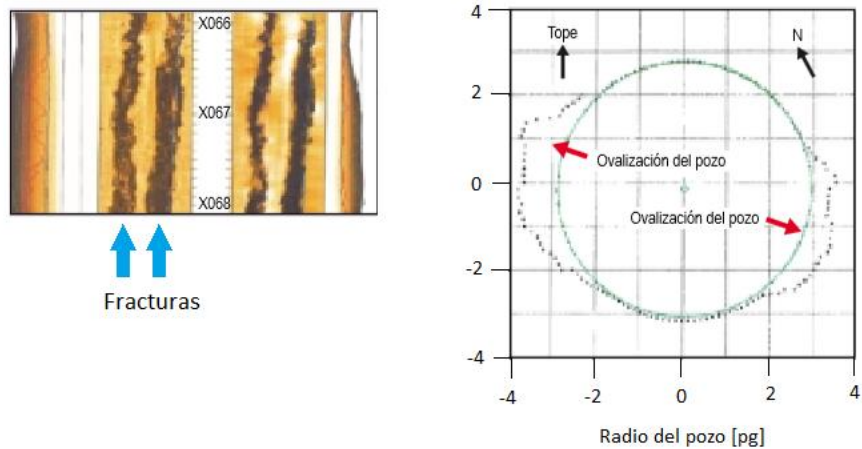 X066
X067
X068
Fracturas
4
2
0
-2
-4
Tope
N
Ovalización del pozo
Ovalización del pozo
-4
-2
0
2
4
Radio del pozo [pg]